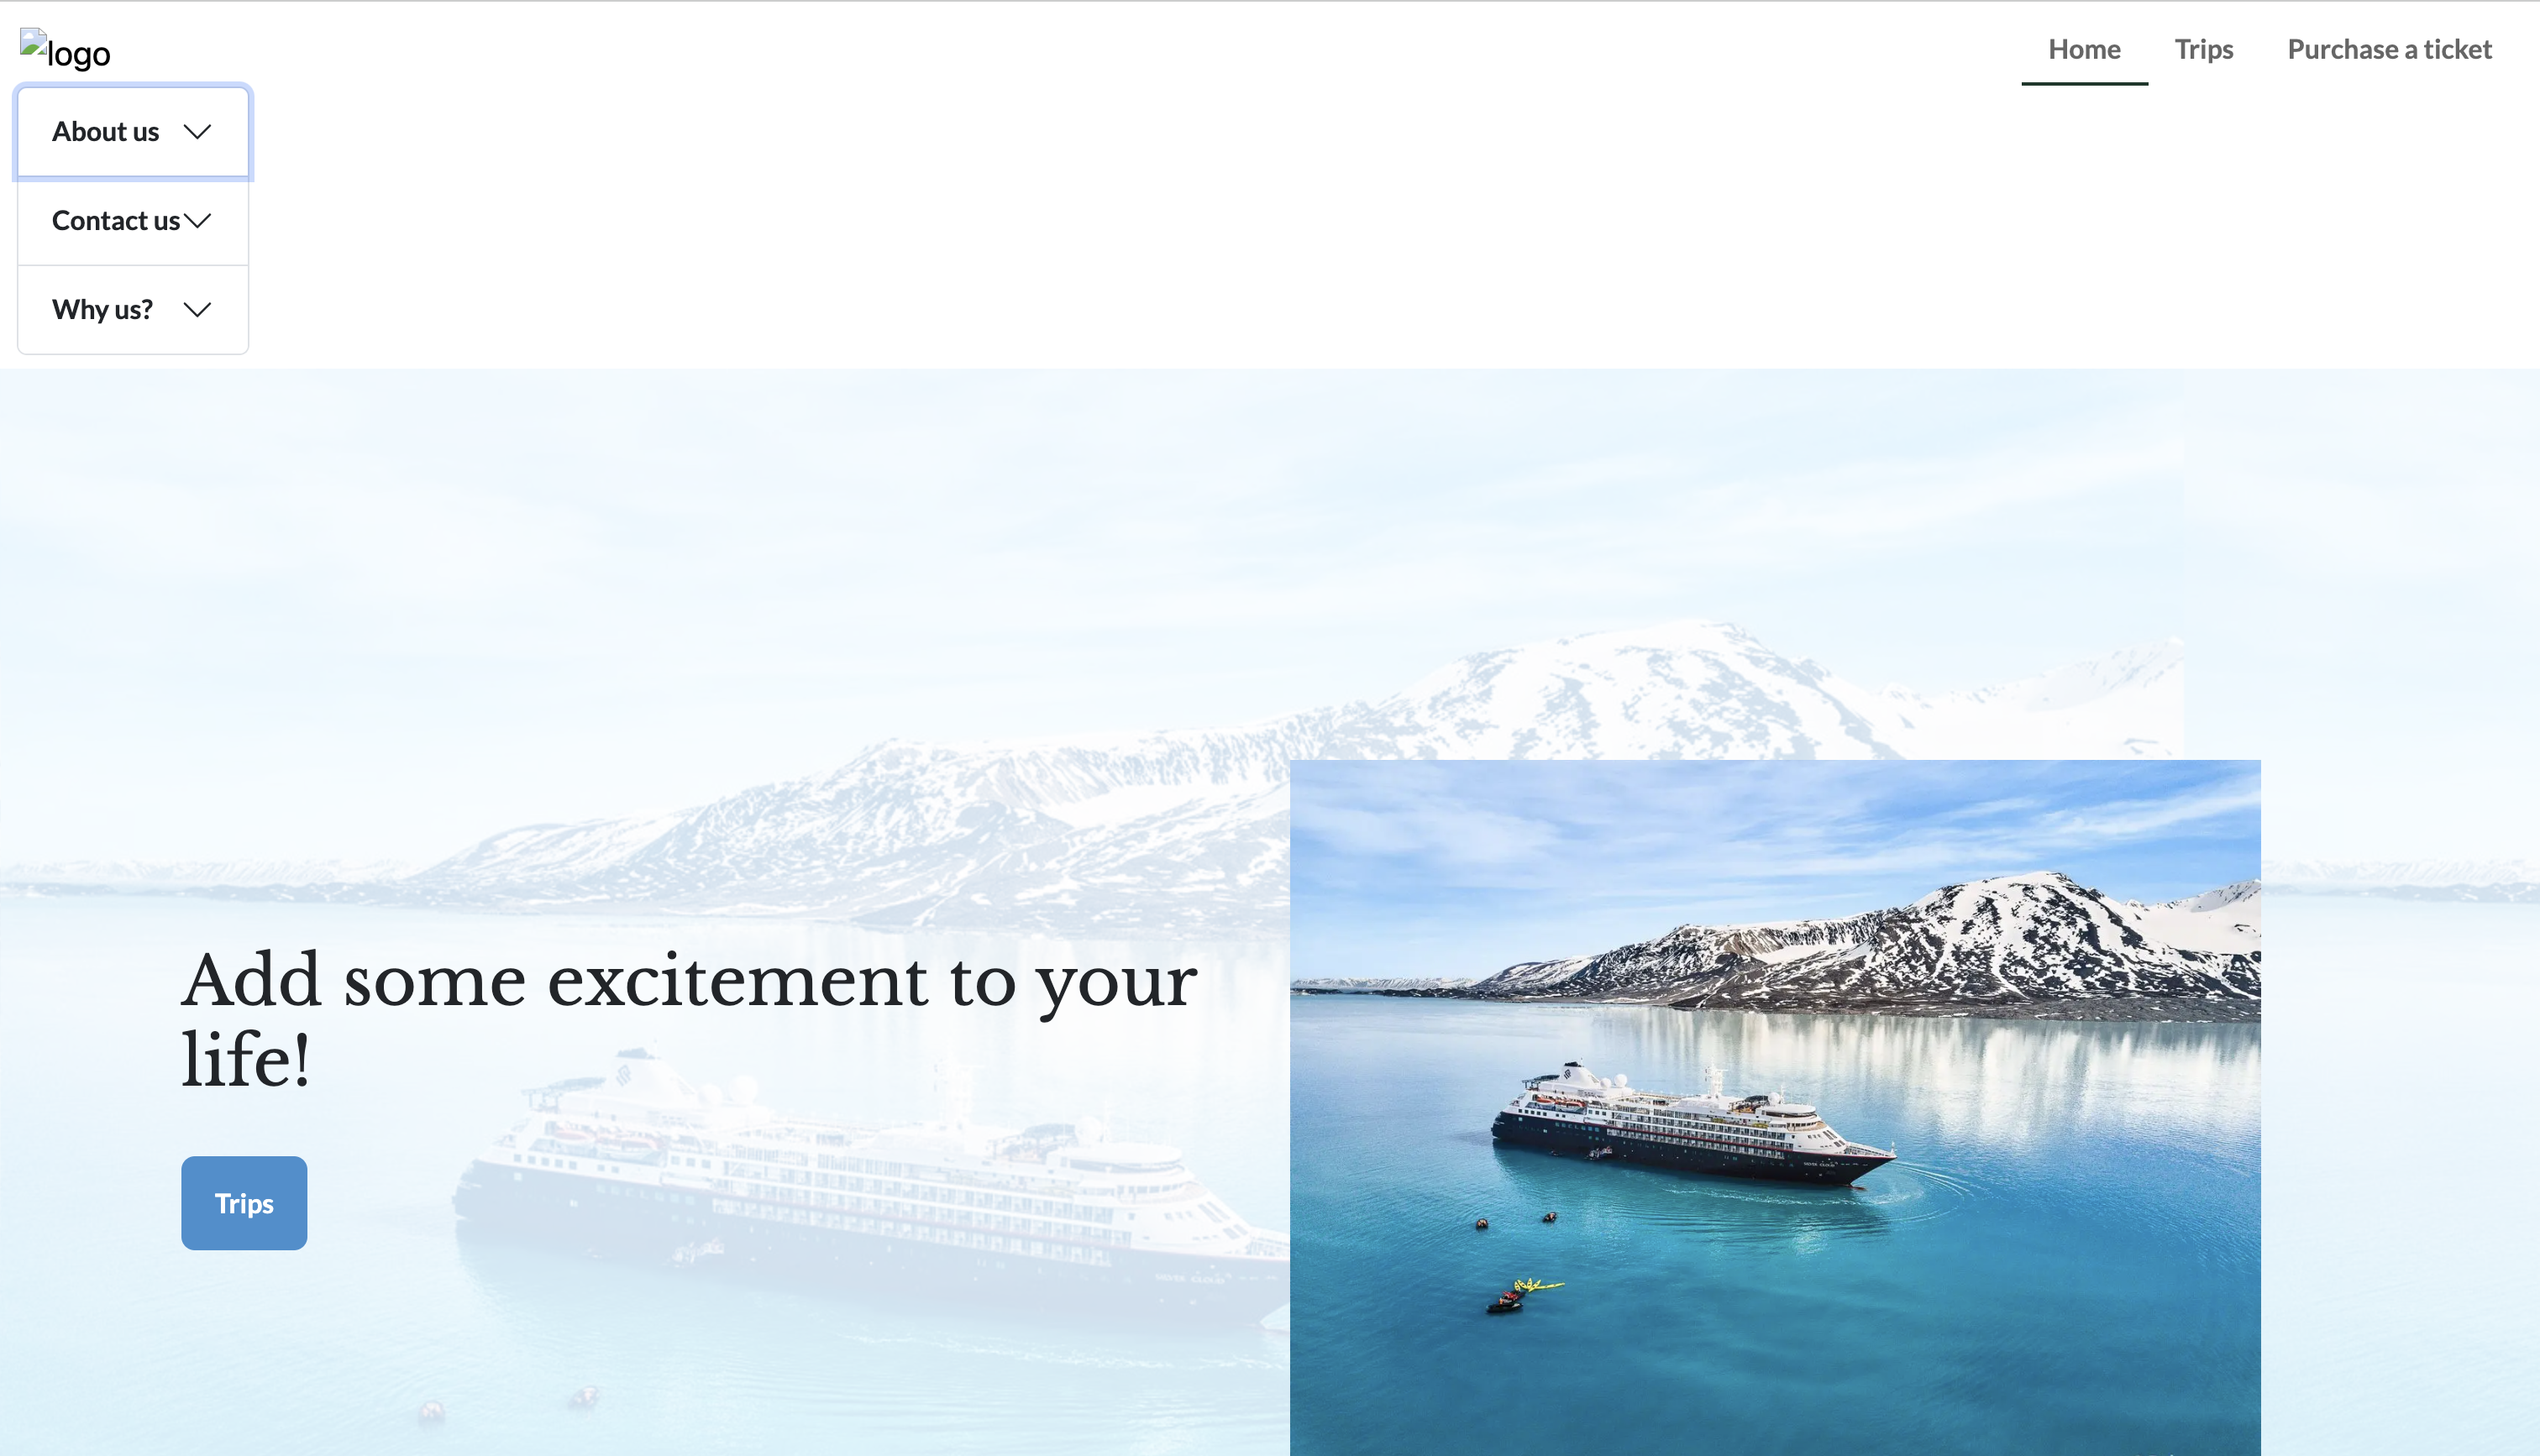 logo
Home
Trips
Purchase a ticket
About us
Contact us
Why us?
Add some excitement to your
life!
Trips